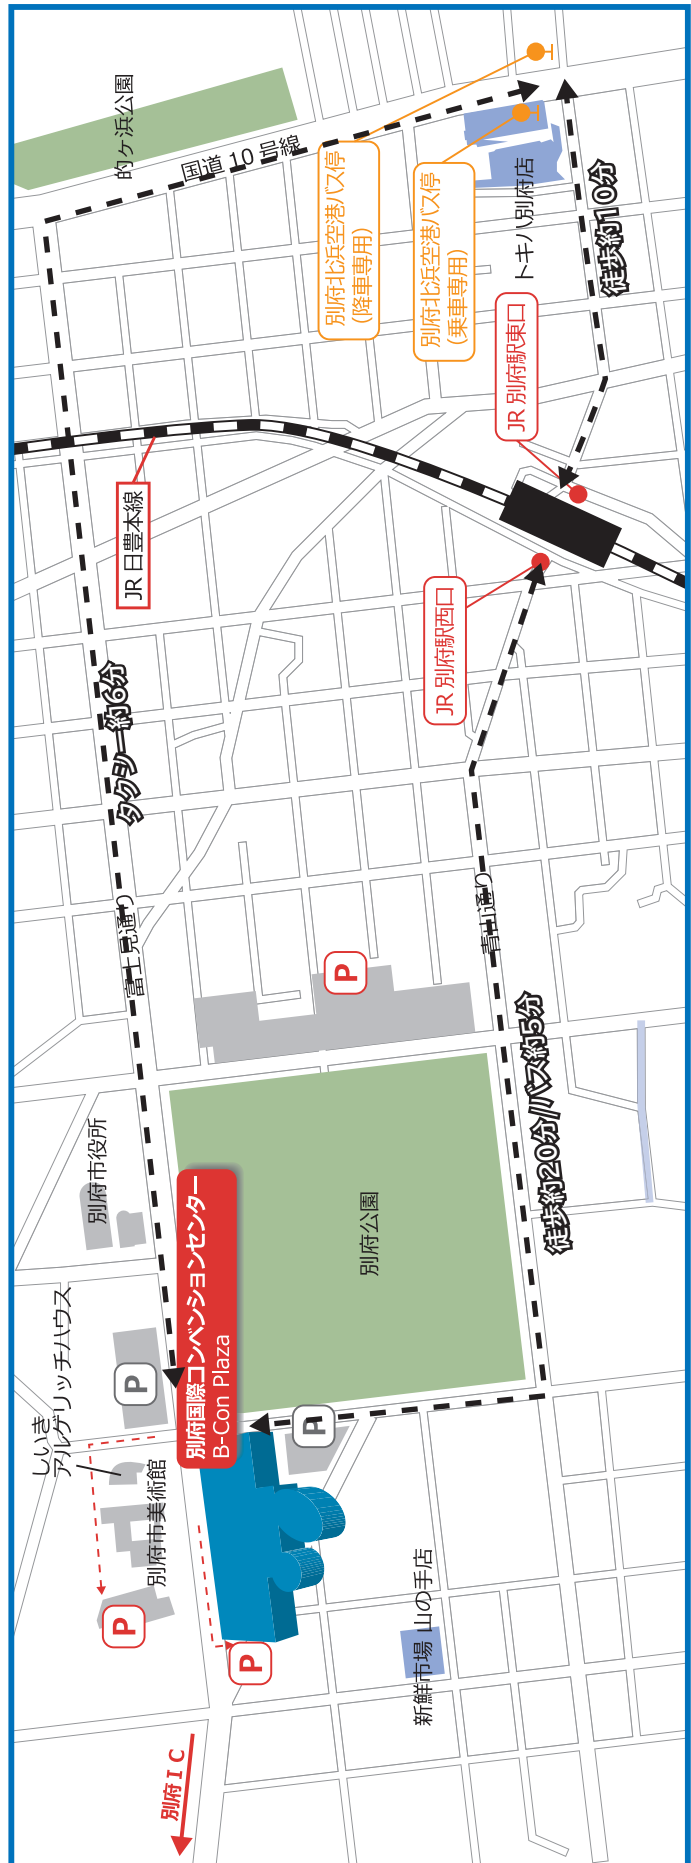 的ヶ浜公園
国道 10 号線
別府北浜空港バス停
(降車専用)
別府北浜空港バス停
(乗車専用)
トキハ別府店
徒歩約10分
JR 別府駅東口
JR 日豊本線
JR 別府駅西口
タクシー約6分
富士見通り
青山通り
P
徒歩約20分/バス約5分
別府市役所
別府公園
別府国際コンベンションセンター
B-Con Plaza
しいき
アルゲリッチハウス
P
P
別府市美術館
P
P
新鮮市場 山の手店
別府IC